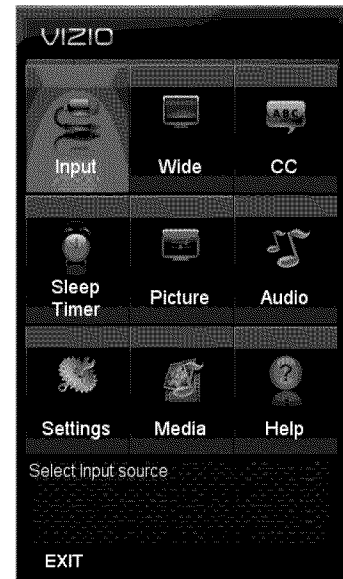 VIZIO
Input Wide CC
ABC
Sleep Timer Picture Audio
?
Settings Media Help
Select Input source
EXIT